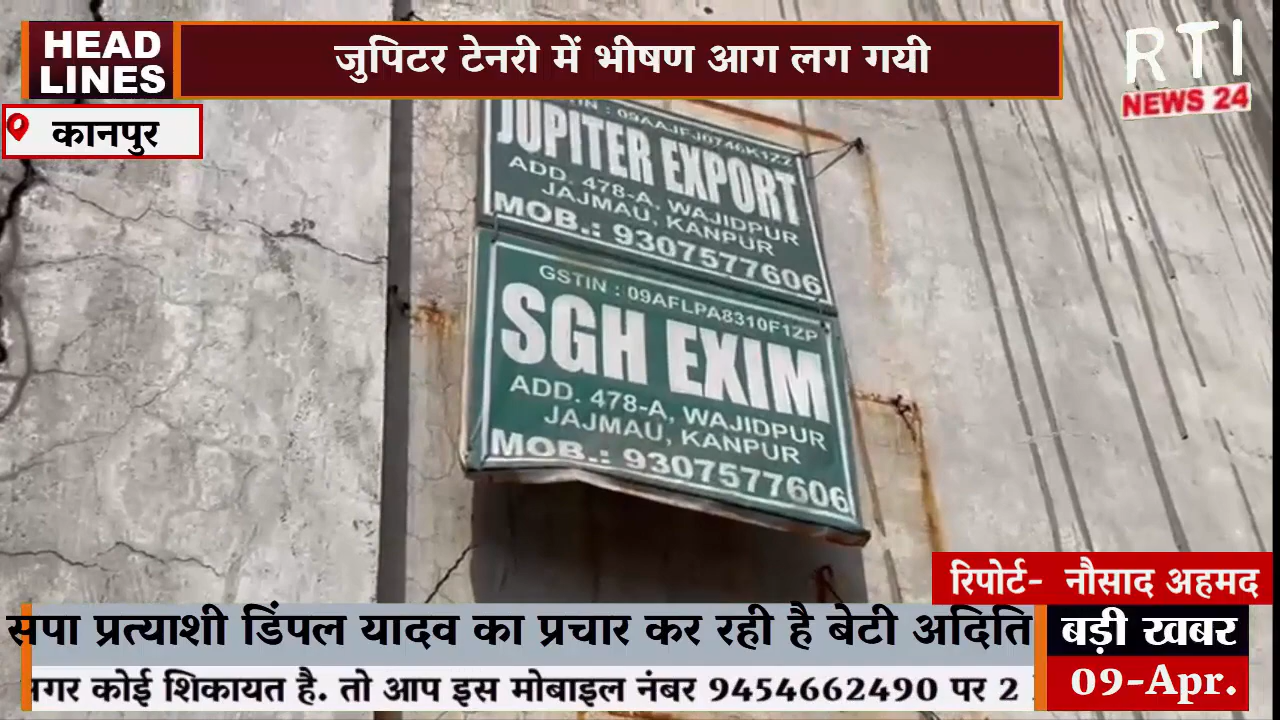 HEAD
LINES
जुपिटर टेनरी में भीषण आग लग गयी
RTI
NEWS 24
कानपुर
JUPITER EXPORT
ADD. 478-A, WAJIDPUR
JAJMAU, KANPUR
MOB.: 9307577606
GSTIN : 09AFLPA8310F1ZP
SGH EXIM
ADD. 478-A, WAJIDPUR
JAJMAU, KANPUR
MOB.: 9307577606
रिपोर्ट- नौसाद अहमद
सपा प्रत्याशी डिंपल यादव का प्रचार कर रही है बेटी अदिति
बड़ी खबर
कोई शिकायत है. तो आप इस मोबाइल नंबर 9454662490 पर 2
09-Apr.